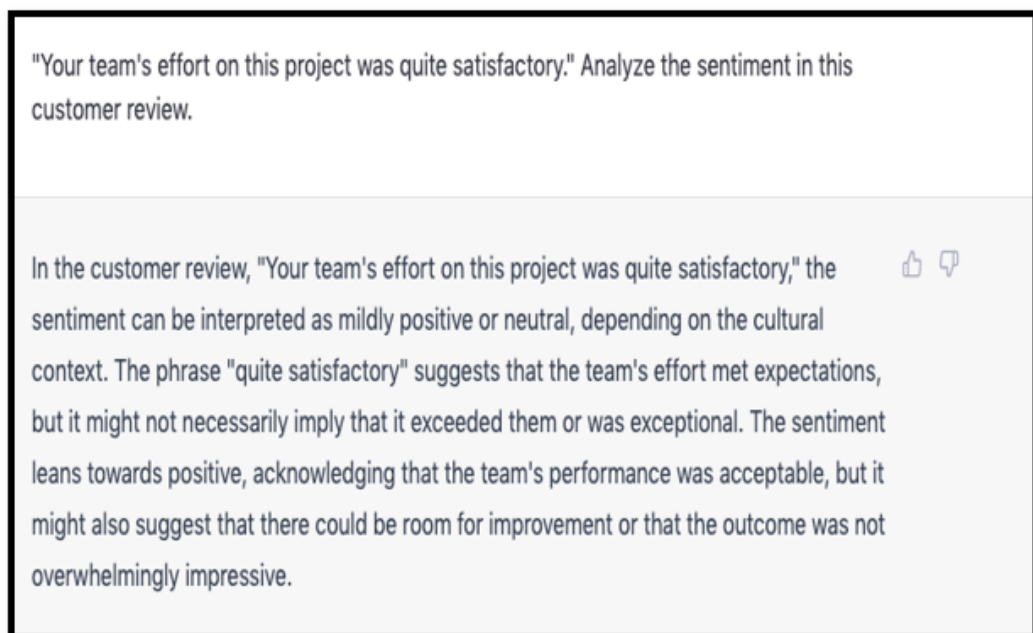 "Your team's effort on this project was quite satisfactory." Analyze the sentiment in this
customer review.
In the customer review, "Your team's effort on this project was quite satisfactory," the
sentiment can be interpreted as mildly positive or neutral, depending on the cultural
context. The phrase "quite satisfactory" suggests that the team's effort met expectations,
but it might not necessarily imply that it exceeded them or was exceptional. The sentiment
leans towards positive, acknowledging that the team's performance was acceptable, but it
might also suggest that there could be room for improvement or that the outcome was not
overwhelmingly impressive.